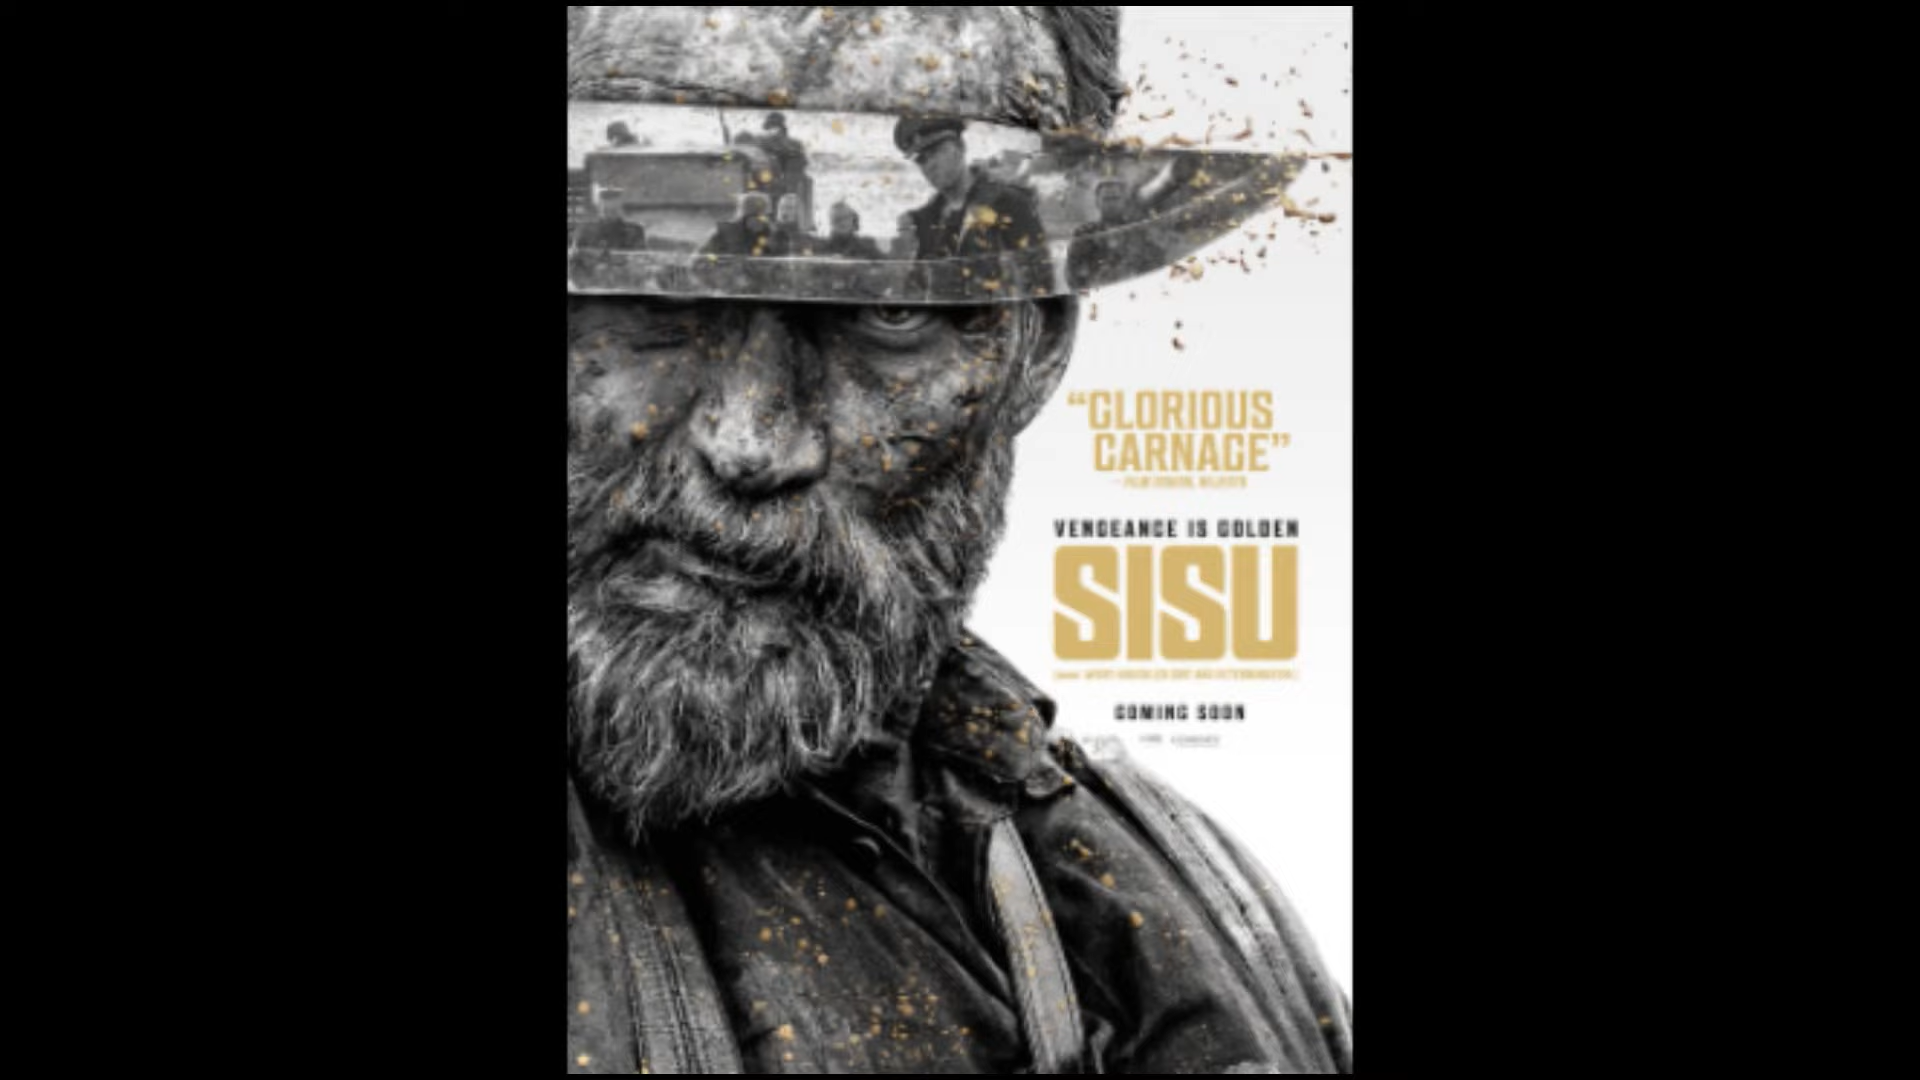 “GLORIOUS
CARNAGE”
VENGEANCE IS GOLDEN
SISU
COMING SOON